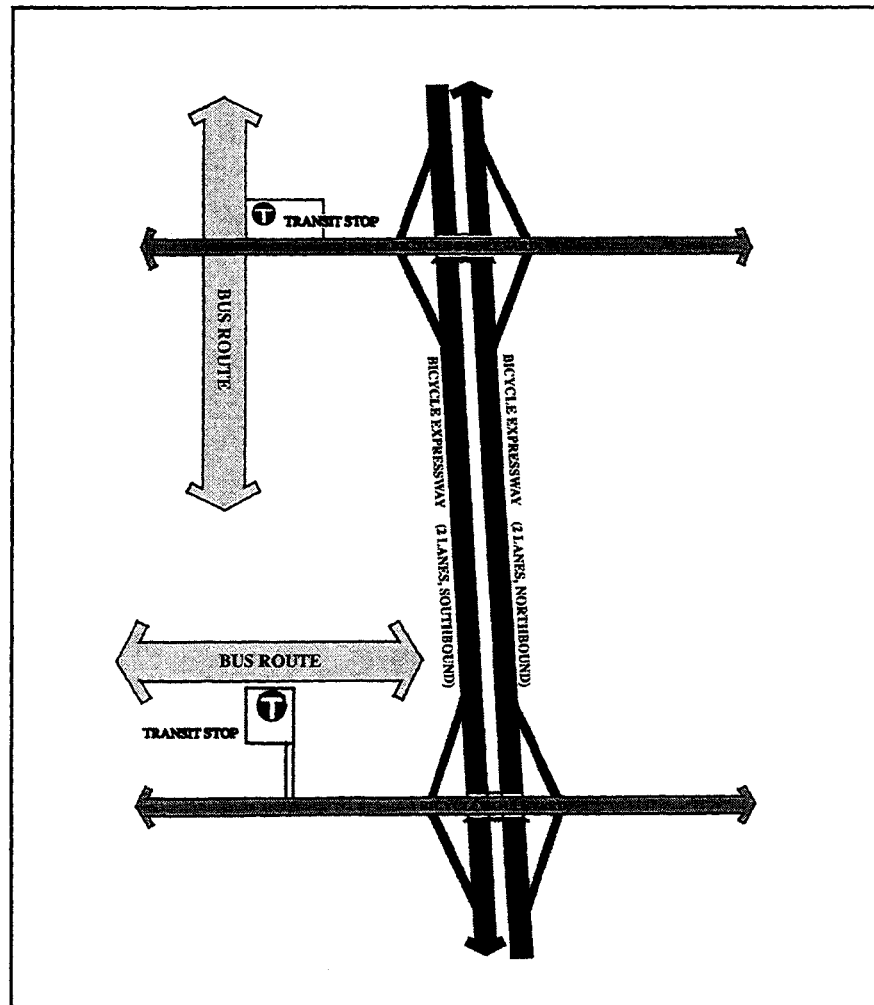 T TRANSIT STOP
BUS ROUTE
BICYCLE EXPRESSWAY (2 LANES, SOUTHBOUND)
BICYCLE EXPRESSWAY (2 LANES, NORTHBOUND)
BUS ROUTE
T
TRANSIT STOP